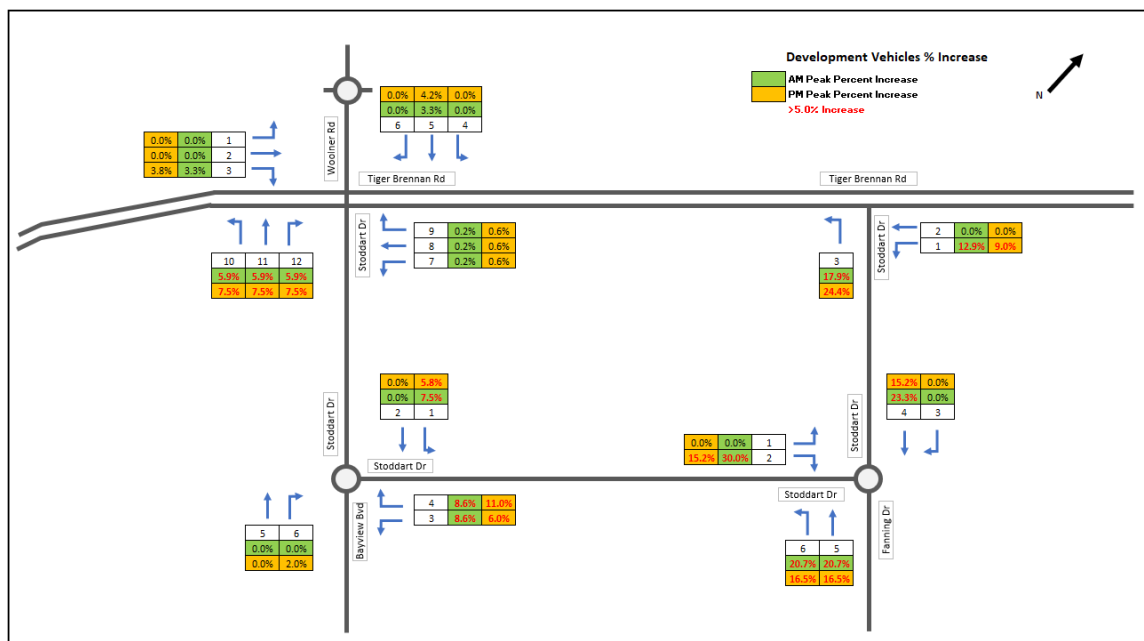 Development Vehicles % Increase
AM Peak Percent Increase
PM Peak Percent Increase
>5.0% Increase
N
Woolner Rd
0.0% 4.2% 0.0%
0.0% 3.3% 0.0%
6 5 4
0.0% 0.0% 1
0.0% 0.0% 2
3.8% 3.3% 3
Tiger Brennan Rd
Tiger Brennan Rd
Stoddart Dr
9 0.2% 0.6%
8 0.2% 0.6%
7 0.2% 0.6%
10 11 12
5.9% 5.9% 5.9%
7.5% 7.5% 7.5%
3
17.9%
24.4%
Stoddart Dr
2 0.0% 0.0%
1 12.9% 9.0%
Stoddart Dr
0.0% 5.8%
0.0% 7.5%
2 1
Stoddart Dr
15.2% 0.0%
23.3% 0.0%
4 3
0.0% 0.0% 1
15.2% 30.0% 2
Stoddart Dr
Stoddart Dr
Bayview Bvd
4 8.6% 11.0%
3 8.6% 6.0%
5 6
0.0% 0.0%
0.0% 2.0%
6 5
20.7% 20.7%
16.5% 16.5%
Fanning Dr